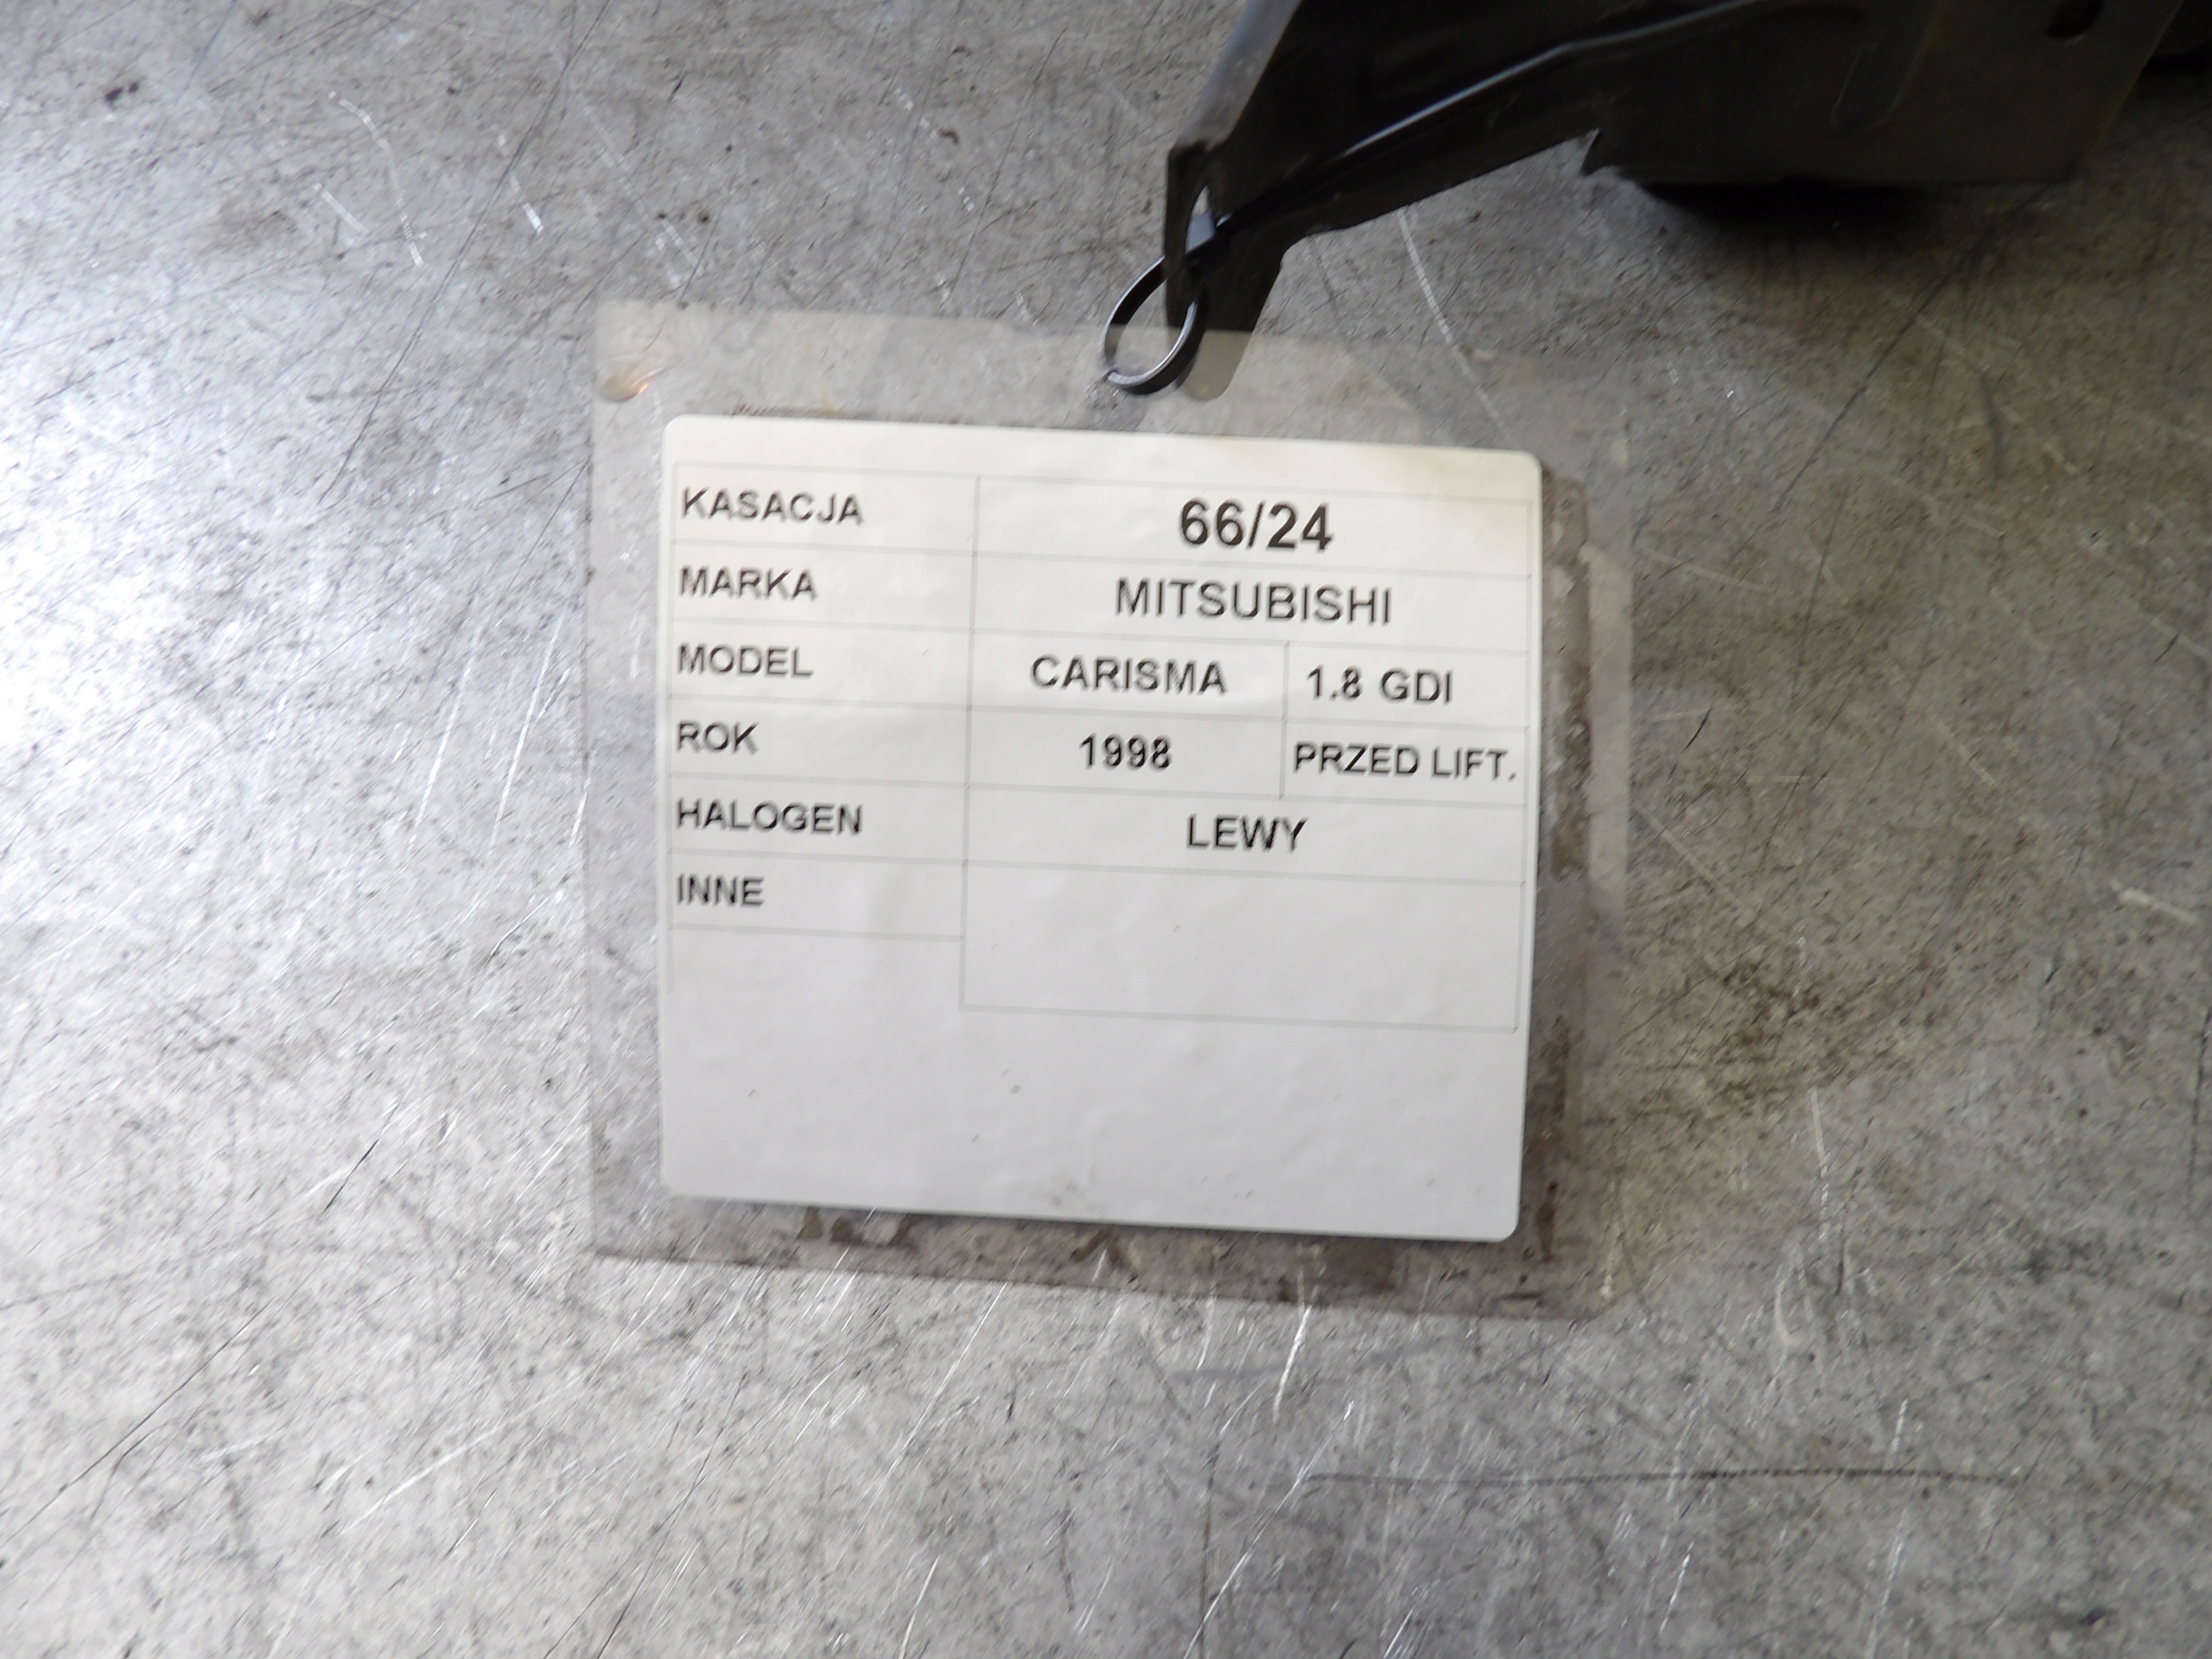 KASACJA 66/24
MARKA MITSUBISHI
MODEL CARISMA 1.8 GDI
ROK 1998 PRZED LIFT.
HALOGEN LEWY
INNE